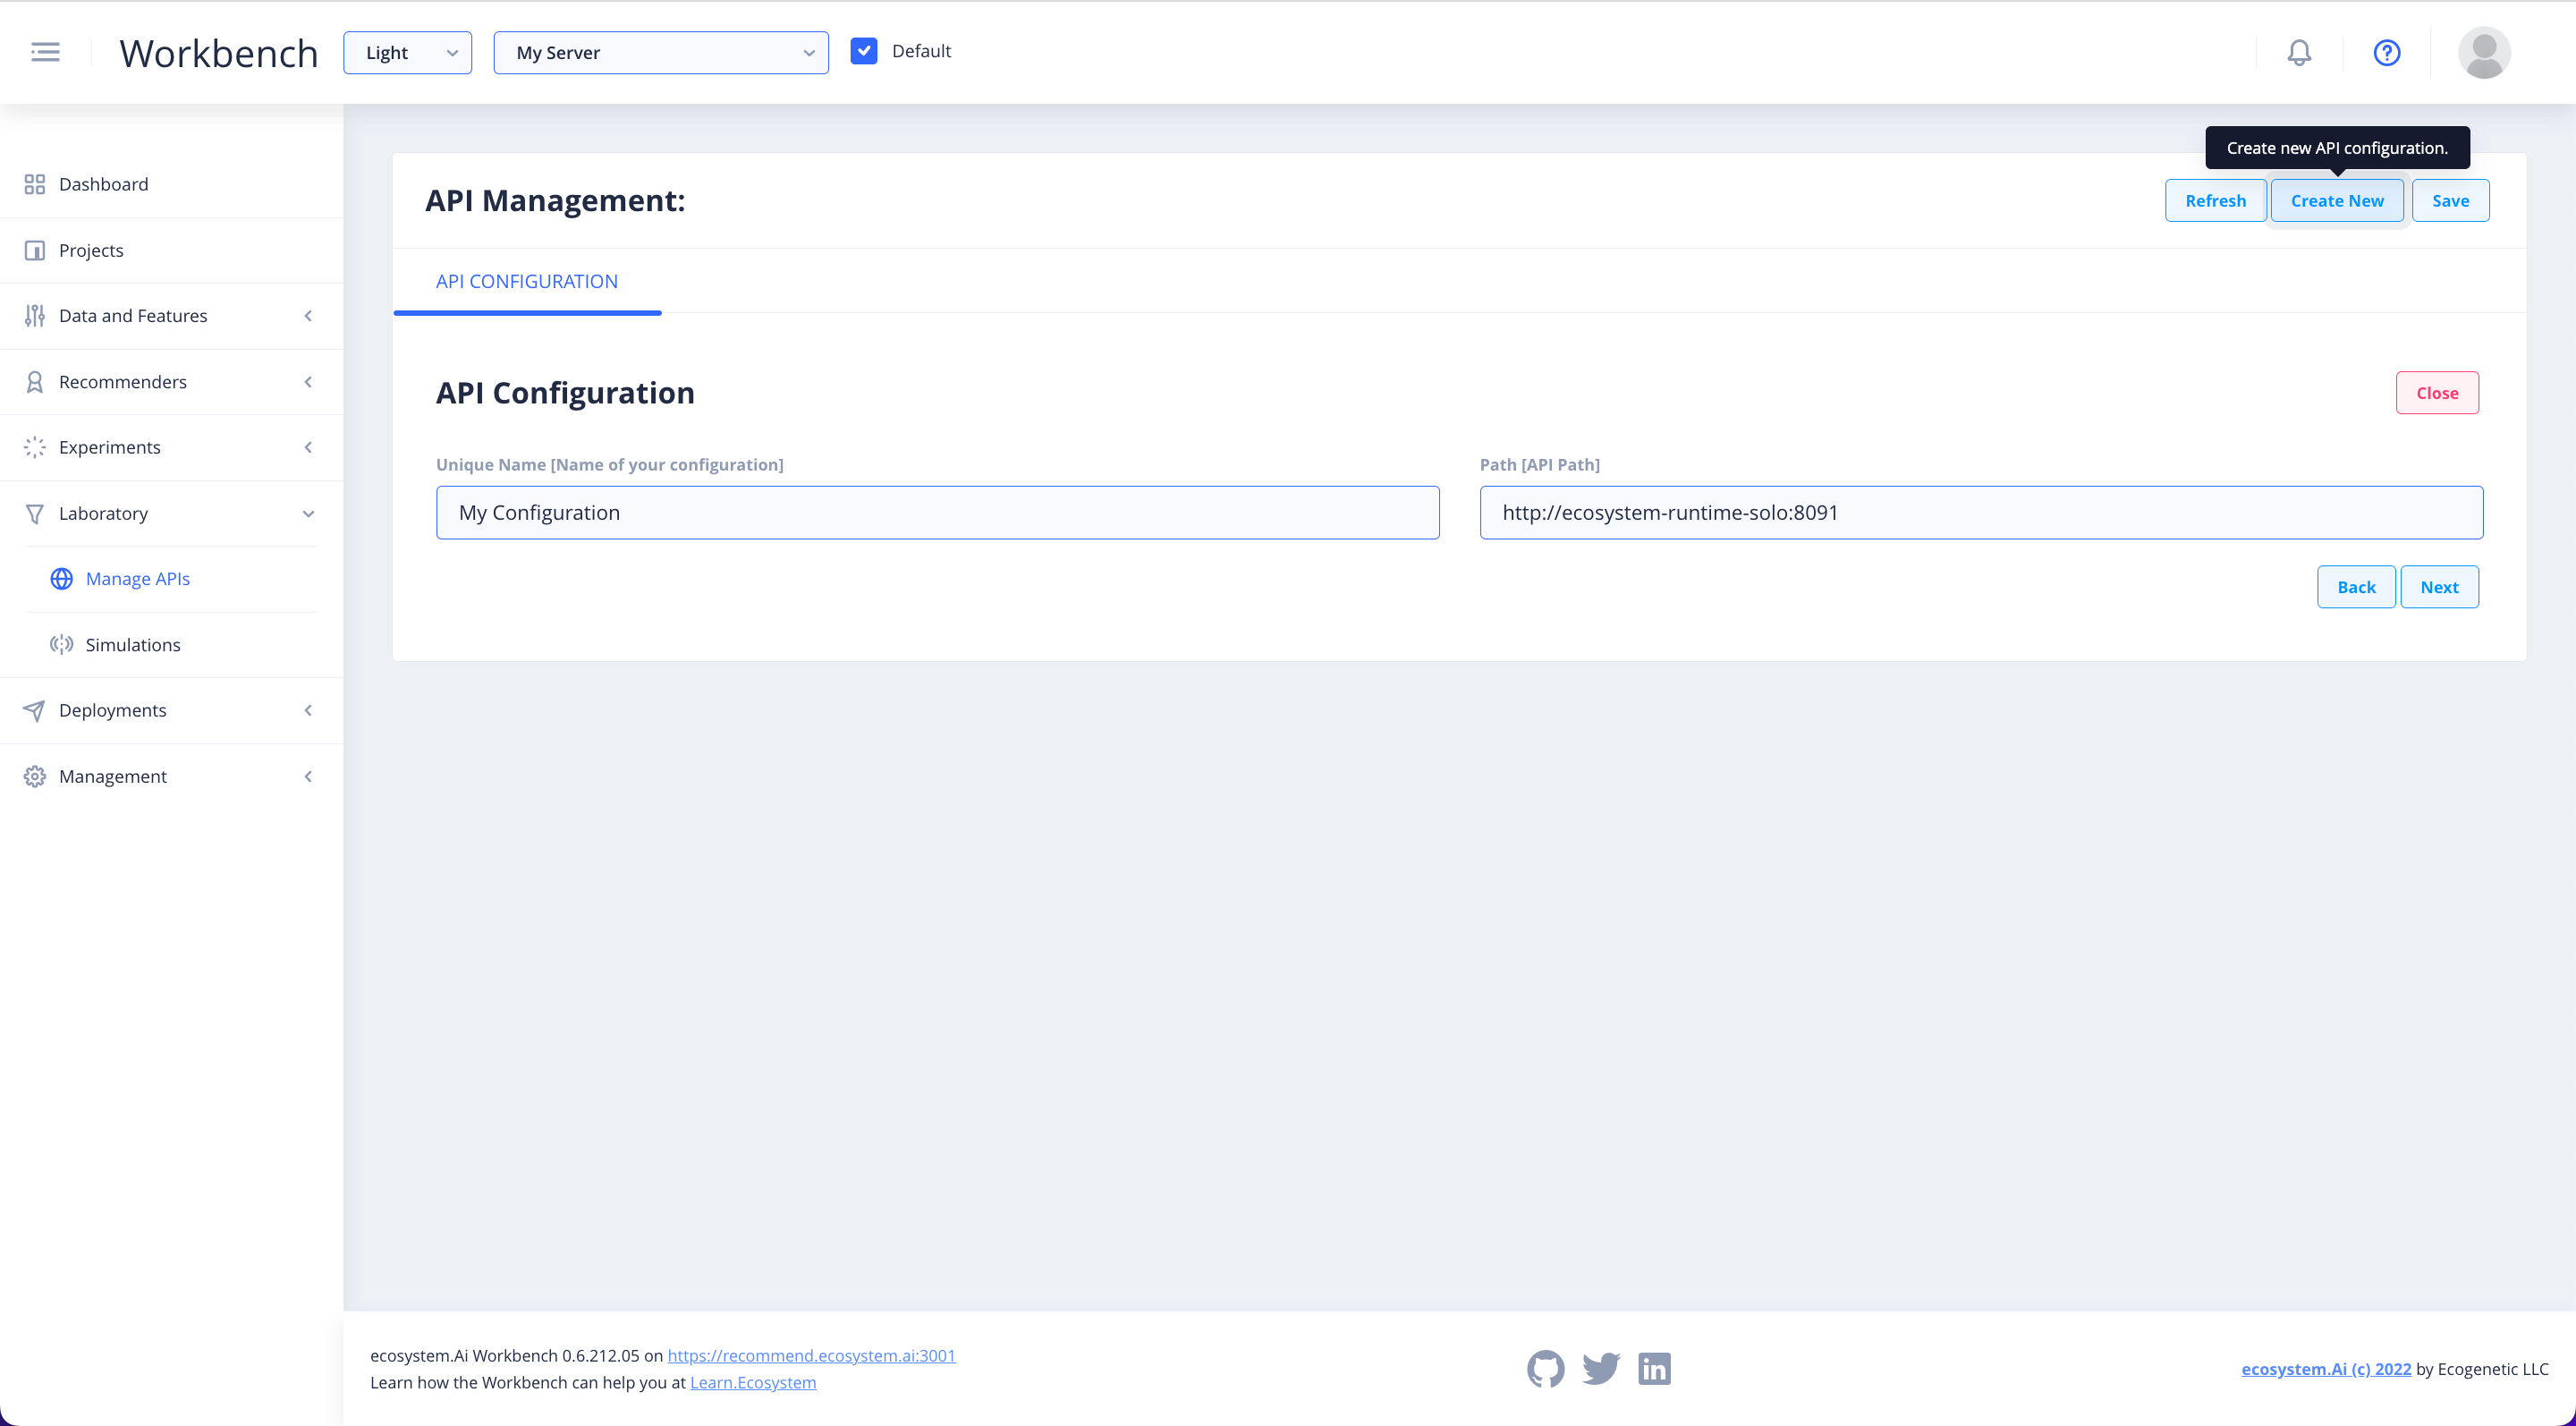 Workbench
Light
My Server
Default
Create new API configuration.
Dashboard
Projects
Data and Features
Recommenders
Experiments
Laboratory
Manage APIs
Simulations
Deployments
Management
API Management:
Refresh
Create New
Save
API CONFIGURATION
API Configuration
Close
Unique Name [Name of your configuration]
Path [API Path]
My Configuration
http://ecosystem-runtime-solo:8091
Back
Next
ecosystem.Ai Workbench 0.6.212.05 on https://recommend.ecosystem.ai:3001
Learn how the Workbench can help you at Learn.Ecosystem
in
ecosystem.Ai (c) 2022 by Ecogenetic LLC